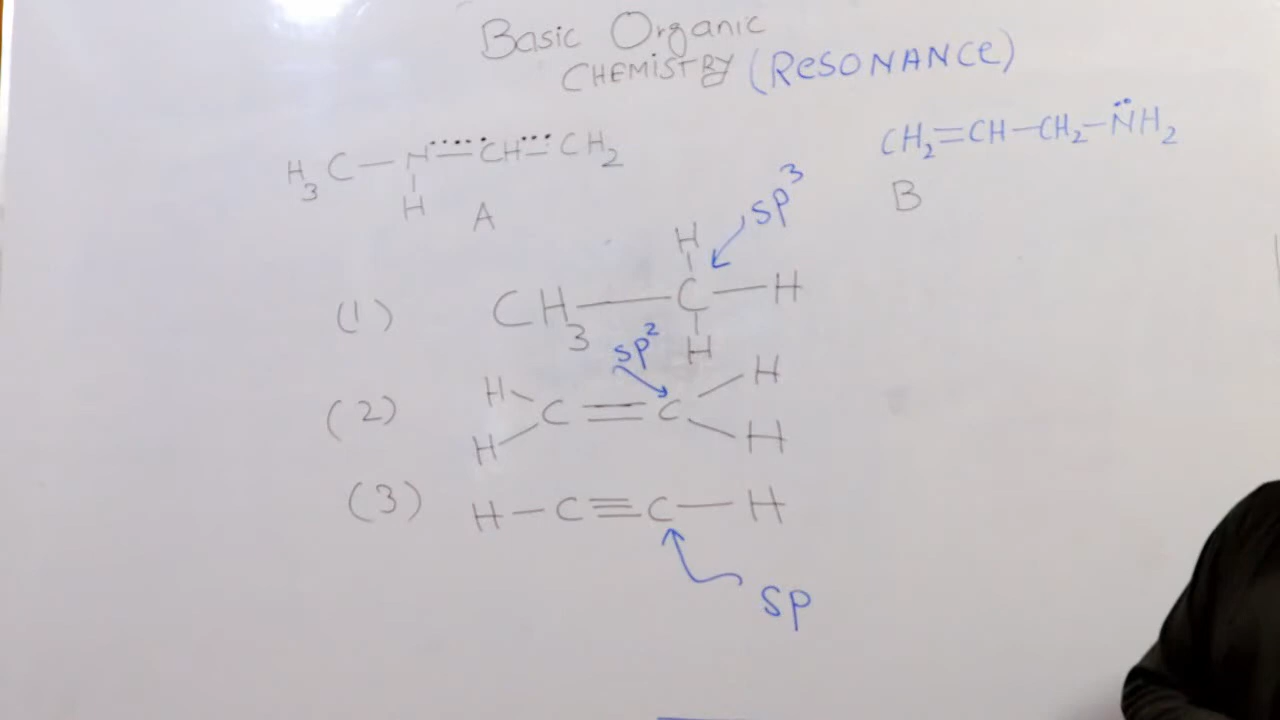 Basic Organic
CHEMISTRY (ReSONANCe)
H3C—N=CH=CH2
H
A
CH2=CH—CH2—N̈H2
B
sp³
H
(1) CH3—C—H
H
sp²
H H
(2) C=C
H H
(3) H—C≡C—H
sp